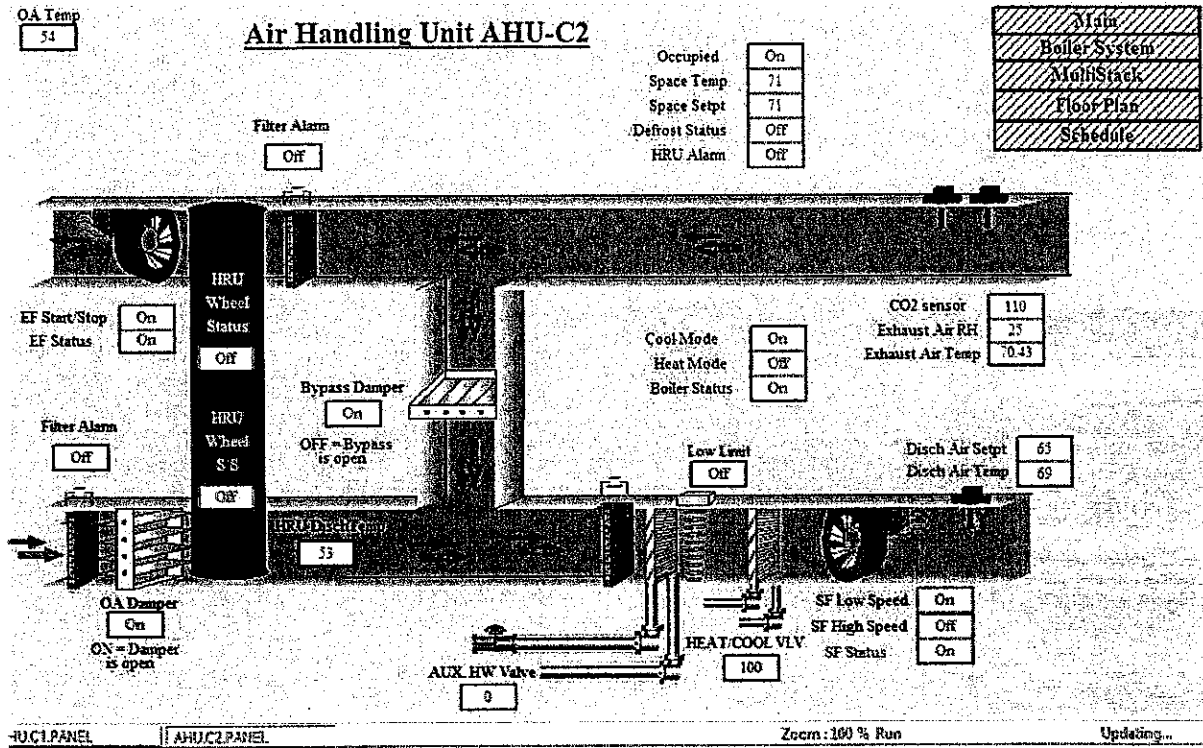 OA Temp
54
Air Handling Unit AHU-C2
Main
Boiler System
MultiStack
Floor Plan
Schedule
Occupied On
Space Temp 71
Space Setpt 71
Defrost Status Off
HRU Alarm Off
Filter Alarm
Off
HRU
Wheel
Status
Off
EF Start/Stop On
EF Status On
CO2 sensor 110
Exhaust Air RH 25
Exhaust Air Temp 70.43
Cool Mode On
Heat Mode Off
Boiler Status On
Bypass Damper
On
OFF = Bypass
is open
HRU
Wheel
S/S
Off
Filter Alarm
Off
Low Limit
Off
Disch Air Setpt 65
Disch Air Temp 69
HRU Disch Temp
53
OA Damper
On
ON = Damper
is open
SF Low Speed On
SF High Speed Off
SF Status On
HEAT/COOL VLV
100
AUX. HW Valve
0
HU.C1.PANEL AHU.C2.PANEL Zoom : 100 % Run Updating...